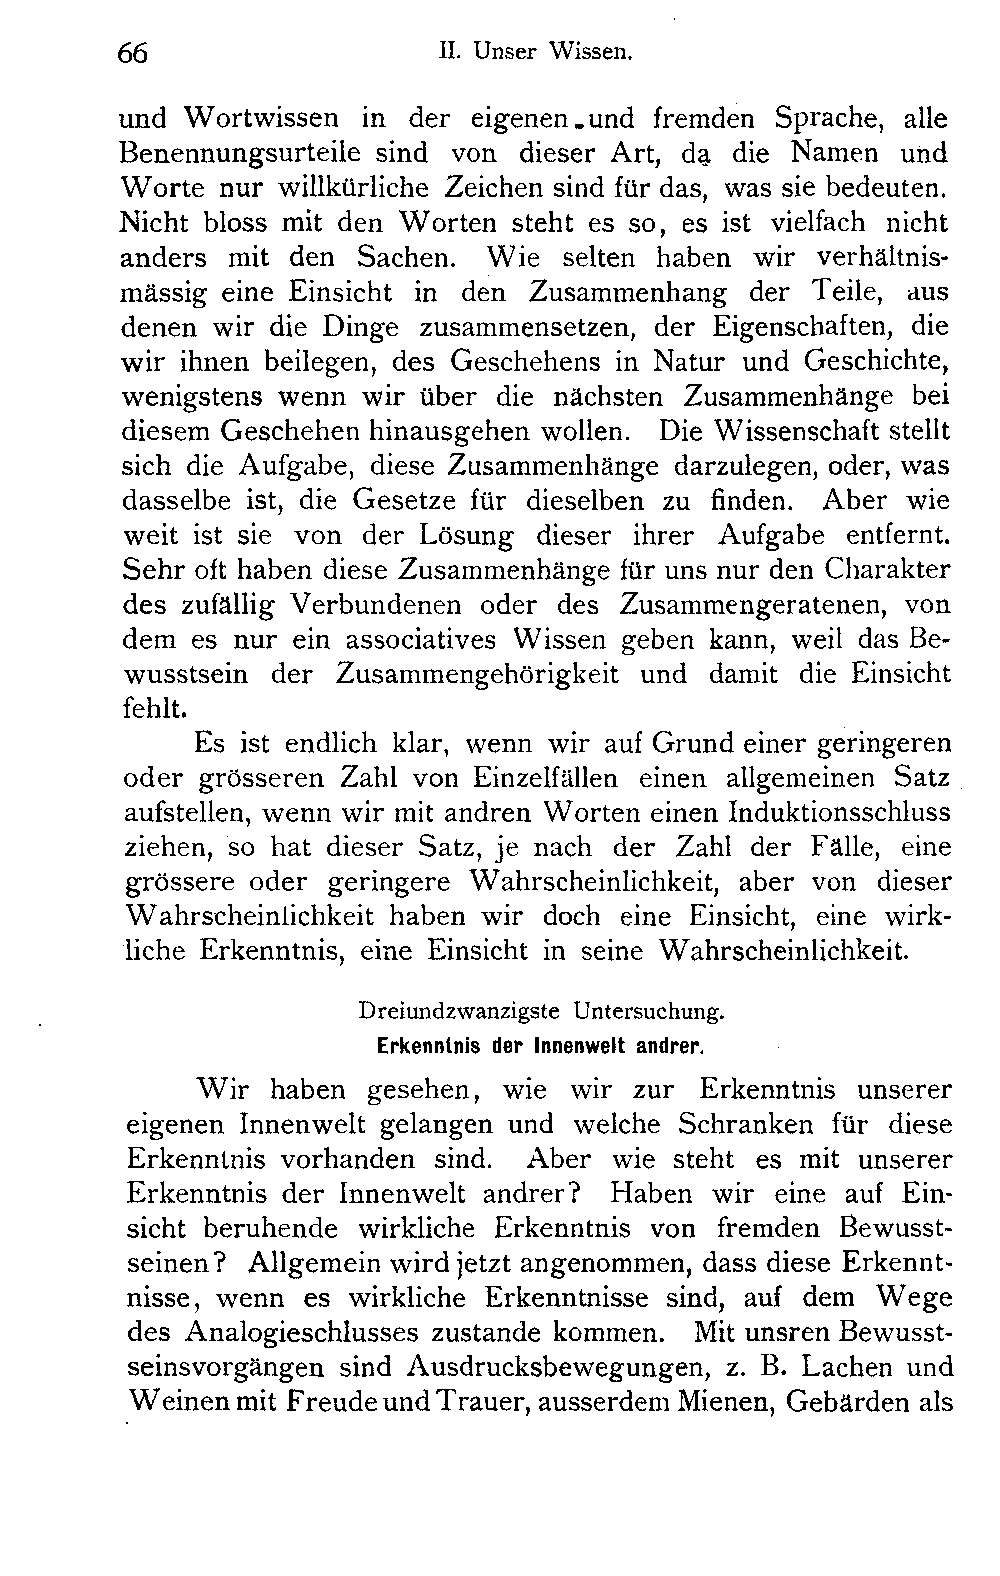 66 II. Unser Wissen.
und Wortwissen in der eigenen und fremden Sprache, alle
Benennungsurteile sind von dieser Art, da die Namen und
Worte nur willkürliche Zeichen sind für das, was sie bedeuten.
Nicht bloss mit den Worten steht es so, es ist vielfach nicht
anders mit den Sachen. Wie selten haben wir verhältnis-
mässig eine Einsicht in den Zusammenhang der Teile, aus
denen wir die Dinge zusammensetzen, der Eigenschaften, die
wir ihnen beilegen, des Geschehens in Natur und Geschichte,
wenigstens wenn wir über die nächsten Zusammenhänge bei
diesem Geschehen hinausgehen wollen. Die Wissenschaft stellt
sich die Aufgabe, diese Zusammenhänge darzulegen, oder, was
dasselbe ist, die Gesetze für dieselben zu finden. Aber wie
weit ist sie von der Lösung dieser ihrer Aufgabe entfernt.
Sehr oft haben diese Zusammenhänge für uns nur den Charakter
des zufällig Verbundenen oder des Zusammengeratenen, von
dem es nur ein associatives Wissen geben kann, weil das Be-
wusstsein der Zusammengehörigkeit und damit die Einsicht
fehlt.
Es ist endlich klar, wenn wir auf Grund einer geringeren
oder grösseren Zahl von Einzelfällen einen allgemeinen Satz
aufstellen, wenn wir mit andren Worten einen Induktionsschluss
ziehen, so hat dieser Satz, je nach der Zahl der Fälle, eine
grössere oder geringere Wahrscheinlichkeit, aber von dieser
Wahrscheinlichkeit haben wir doch eine Einsicht, eine wirk-
liche Erkenntnis, eine Einsicht in seine Wahrscheinlichkeit.
Dreiundzwanzigste Untersuchung.
Erkenntnis der Innenwelt andrer.
Wir haben gesehen, wie wir zur Erkenntnis unserer
eigenen Innenwelt gelangen und welche Schranken für diese
Erkenntnis vorhanden sind. Aber wie steht es mit unserer
Erkenntnis der Innenwelt andrer? Haben wir eine auf Ein-
sicht beruhende wirkliche Erkenntnis von fremden Bewusst-
seinen? Allgemein wird jetzt angenommen, dass diese Erkennt-
nisse, wenn es wirkliche Erkenntnisse sind, auf dem Wege
des Analogieschlusses zustande kommen. Mit unsren Bewusst-
seinsvorgängen sind Ausdrucksbewegungen, z. B. Lachen und
Weinen mit Freude und Trauer, ausserdem Mienen, Gebärden als